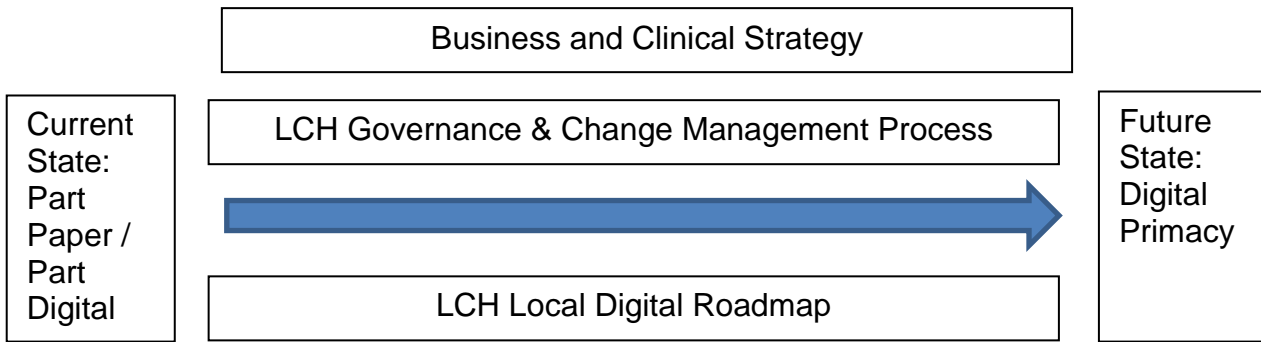 Business and Clinical Strategy
Current
State:
Part
Paper /
Part
Digital
LCH Governance & Change Management Process
LCH Local Digital Roadmap
Future
State:
Digital
Primacy